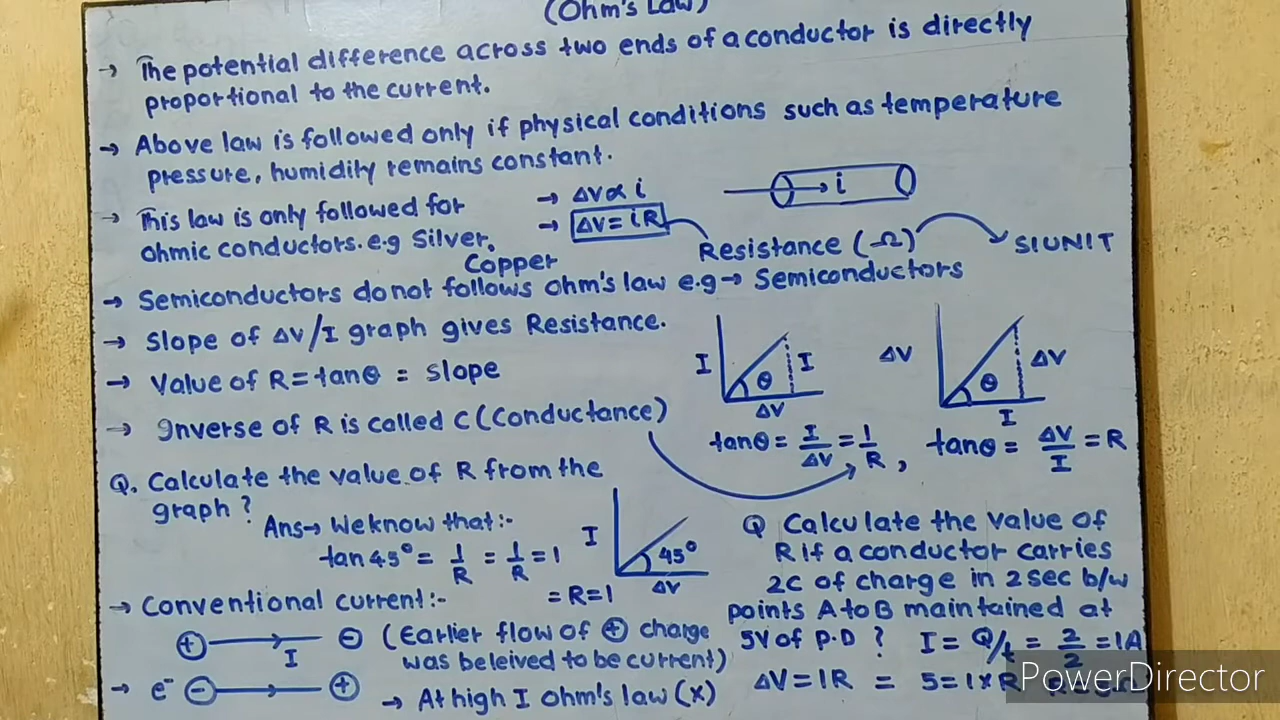 (Ohm's Law)
→ The potential difference across two ends of a conductor is directly
proportional to the current.
→ Above law is followed only if physical conditions such as temperature
pressure, humidity remains constant.
→ This law is only followed for
ohmic conductors. e.g Silver,
Copper
→ ΔV ∝ i
→ ΔV = iR
i
Resistance (Ω)
SIUNIT
→ Semiconductors do not follows ohm's law e.g → Semiconductors
→ Slope of ΔV/I graph gives Resistance.
→ Value of R = tanθ = slope
→ Inverse of R is called C (Conductance)
I θ I
ΔV
tanθ = I/ΔV = 1/R ,
ΔV θ ΔV
I
tanθ = ΔV/I = R
Q. Calculate the value of R from the
graph ?
Ans → We know that :-
tan 45° = 1/R = 1/R = 1
= R = 1
I 45°
ΔV
→ Conventional current :-
⊕ → ⊖ (Earlier flow of ⊕ charge
I
was beleived to be current)
→ e⁻ ⊖ → ⊕
→ At high I ohm's law (x)
Q Calculate the value of
R if a conductor carries
2C of charge in 2 sec b/w
points A to B maintained at
5V of P.D ? I = Q/t = 2/2 = 1A
ΔV = IR = 5 = 1 x R
PowerDirector